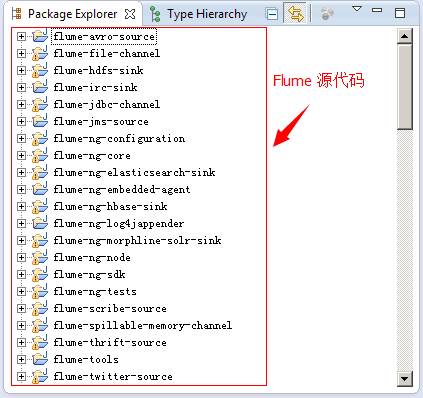 Package Explorer Type Hierarchy
flume-avro-source
flume-file-channel
flume-hdfs-sink
flume-irc-sink
flume-jdbc-channel
flume-jms-source
flume-ng-configuration
flume-ng-core
flume-ng-elasticsearch-sink
flume-ng-embedded-agent
flume-ng-hbase-sink
flume-ng-log4jappender
flume-ng-morphline-solr-sink
flume-ng-node
flume-ng-sdk
flume-ng-tests
flume-scribe-source
flume-spillable-memory-channel
flume-thrift-source
flume-tools
flume-twitter-source
Flume 源代码